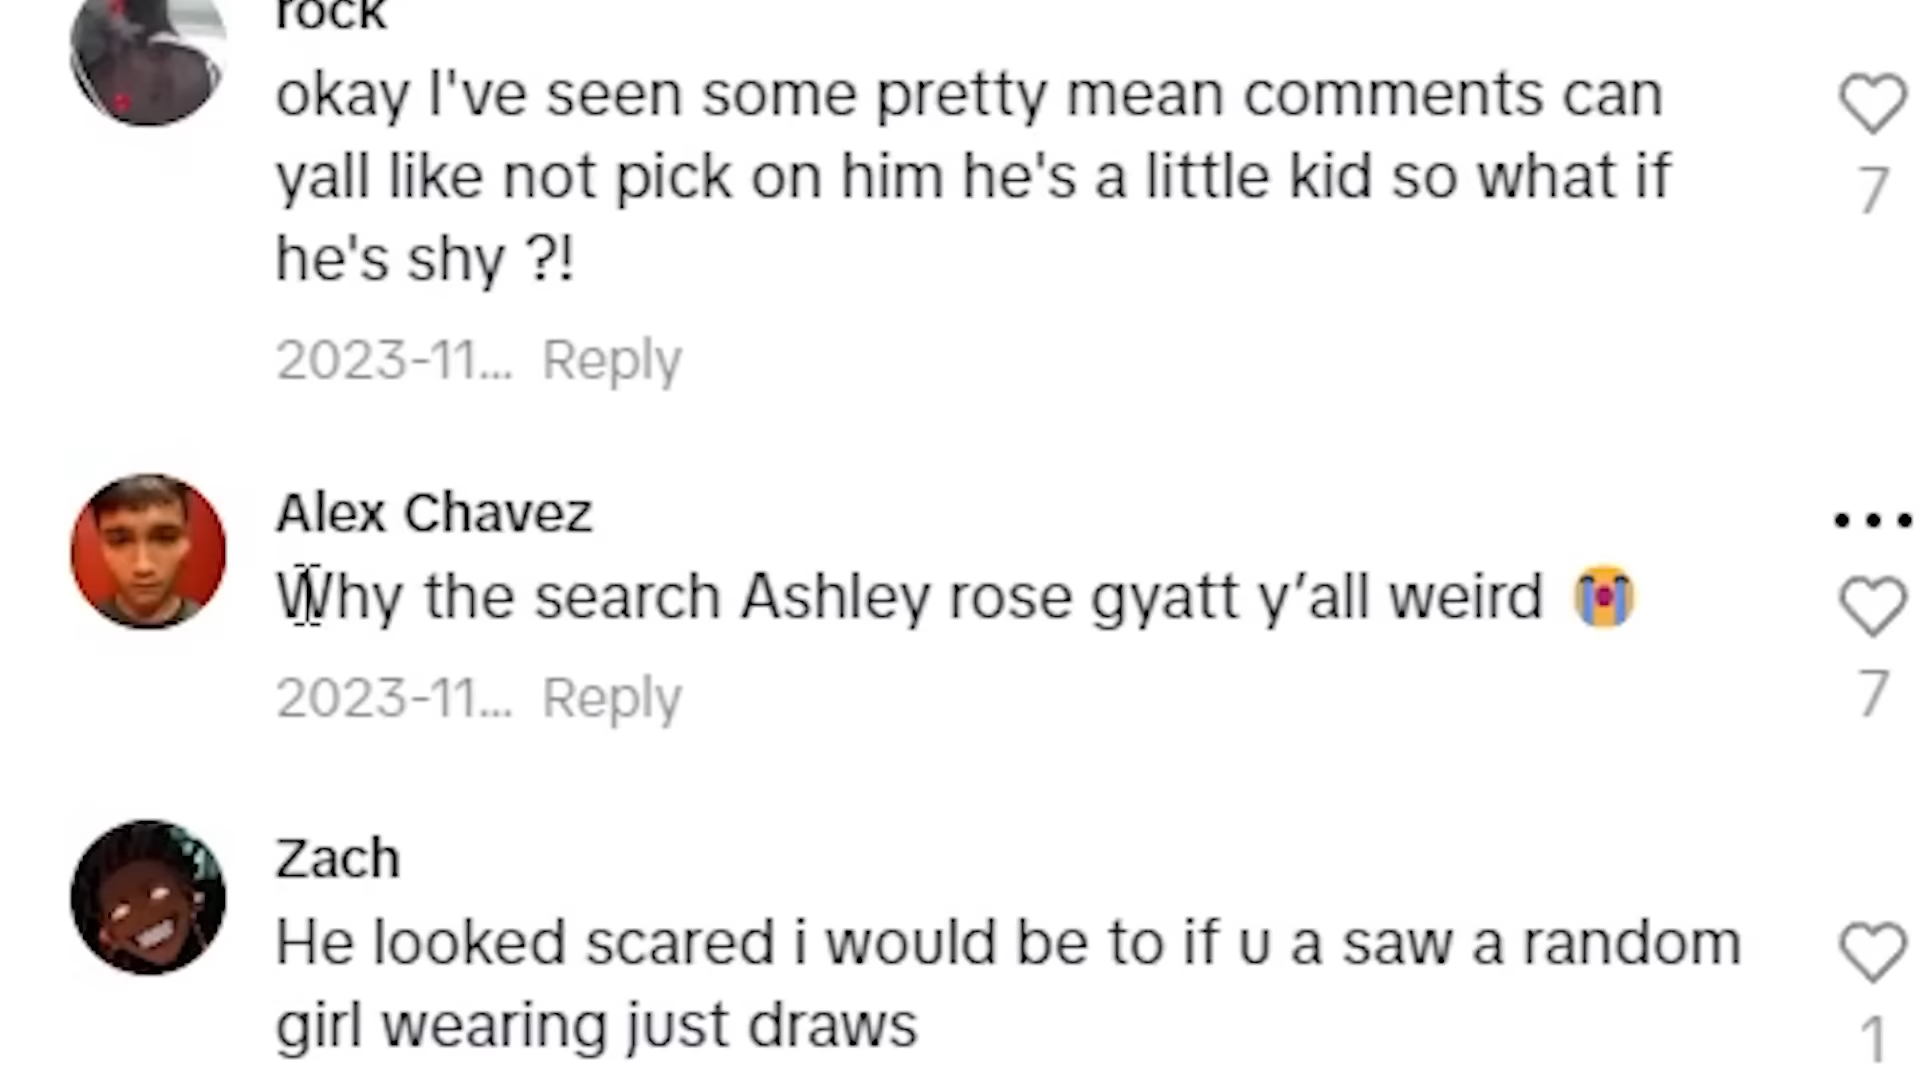 rock
okay I've seen some pretty mean comments can
yall like not pick on him he's a little kid so what if
he's shy ?!
7
2023-11... Reply
Alex Chavez
Why the search Ashley rose gyatt y’all weird 😭
7
2023-11... Reply
Zach
He looked scared i would be to if u a saw a random
girl wearing just draws
1